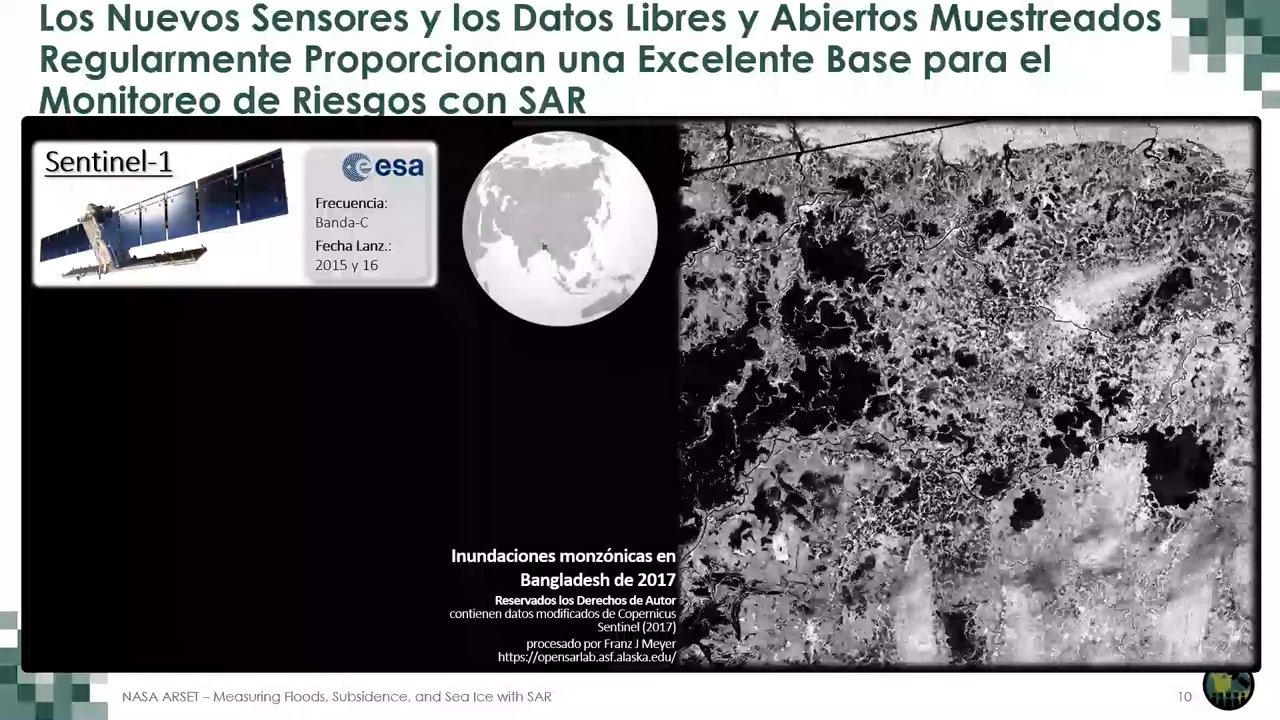 Los Nuevos Sensores y los Datos Libres y Abiertos Muestreados
Regularmente Proporcionan una Excelente Base para el
Monitoreo de Riesgos con SAR
Sentinel-1
esa
Frecuencia:
Banda-C
Fecha Lanz.:
2015 y 16
Inundaciones monzónicas en
Bangladesh de 2017
Reservados los Derechos de Autor
contienen datos modificados de Copernicus
Sentinel (2017)
procesado por Franz J Meyer
https://opensarlab.asf.alaska.edu/
NASA ARSET – Measuring Floods, Subsidence, and Sea Ice with SAR
10